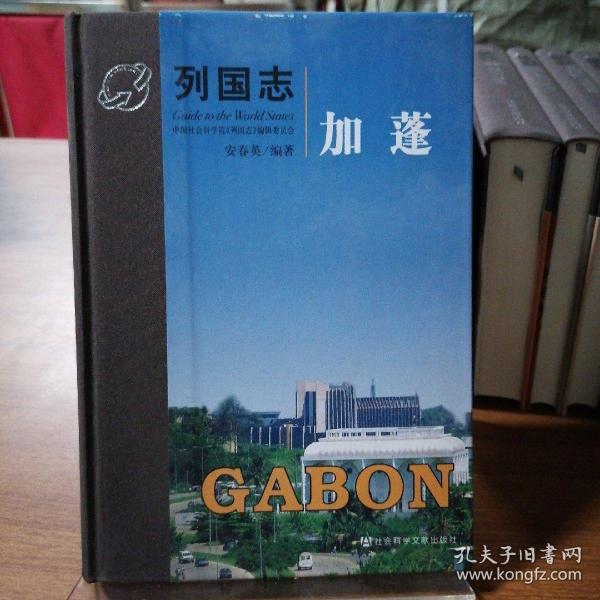 列国志
Guide to the World States
中国社会科学院《列国志》编辑委员会
安春英/编著
加 蓬
GABON
社会科学文献出版社
孔夫子旧书网
www.kongfz.com